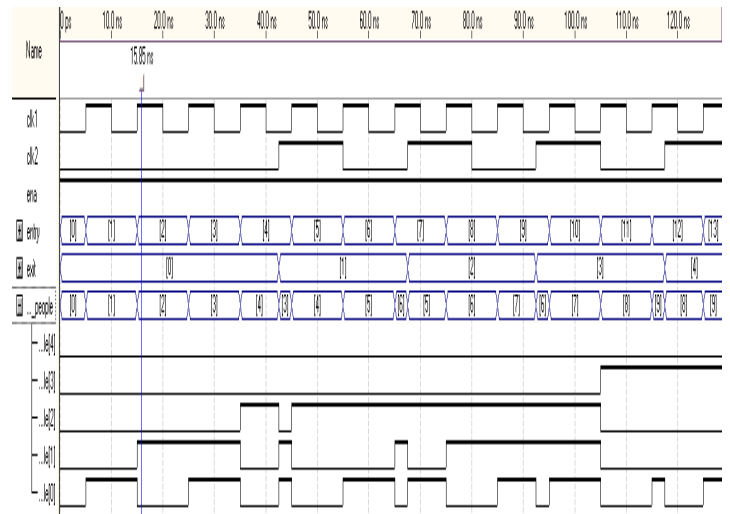 Name
0 ps 10.0 ns 20.0 ns 30.0 ns 40.0 ns 50.0 ns 60.0 ns 70.0 ns 80.0 ns 90.0 ns 100.0 ns 110.0 ns 120.0 ns
15.85 ns
clk1
clk2
ena
entry [0] [1] [2] [3] [4] [5] [6] [7] [8] [9] [10] [11] [12] [13]
exit [0] [1] [2] [3] [4]
..._people [0] [1] [2] [3] [4] [3] [4] [5] [6] [5] [6] [7] [6] [7] [8] [9] [8] [9]
...le[4]
...le[3]
...le[2]
...le[1]
...le[0]